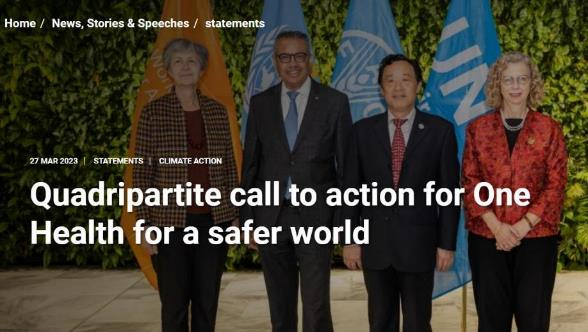 Home / News, Stories & Speeches / statements
27 MAR 2023 | STATEMENTS | CLIMATE ACTION
Quadripartite call to action for One
Health for a safer world